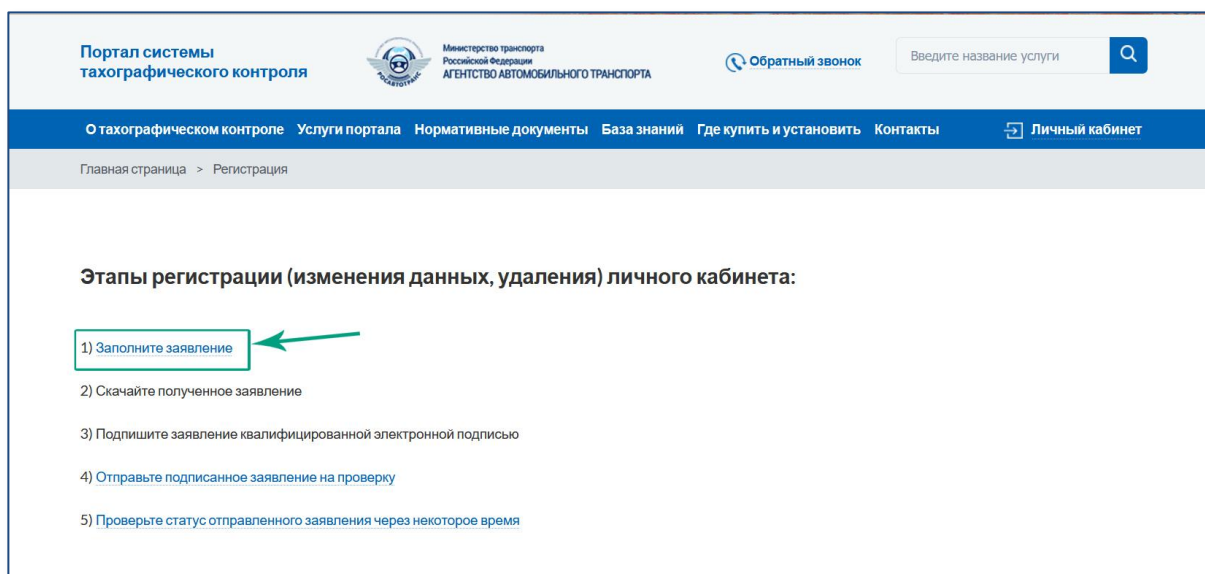 Портал системы
тахографического контроля
РОСАВТОТРАНС
Министерство транспорта
Российской Федерации
АГЕНТСТВО АВТОМОБИЛЬНОГО ТРАНСПОРТА
Обратный звонок
Введите название услуги
О тахографическом контроле Услуги портала Нормативные документы База знаний Где купить и установить Контакты Личный кабинет
Главная страница > Регистрация
Этапы регистрации (изменения данных, удаления) личного кабинета:
1) Заполните заявление
2) Скачайте полученное заявление
3) Подпишите заявление квалифицированной электронной подписью
4) Отправьте подписанное заявление на проверку
5) Проверьте статус отправленного заявления через некоторое время